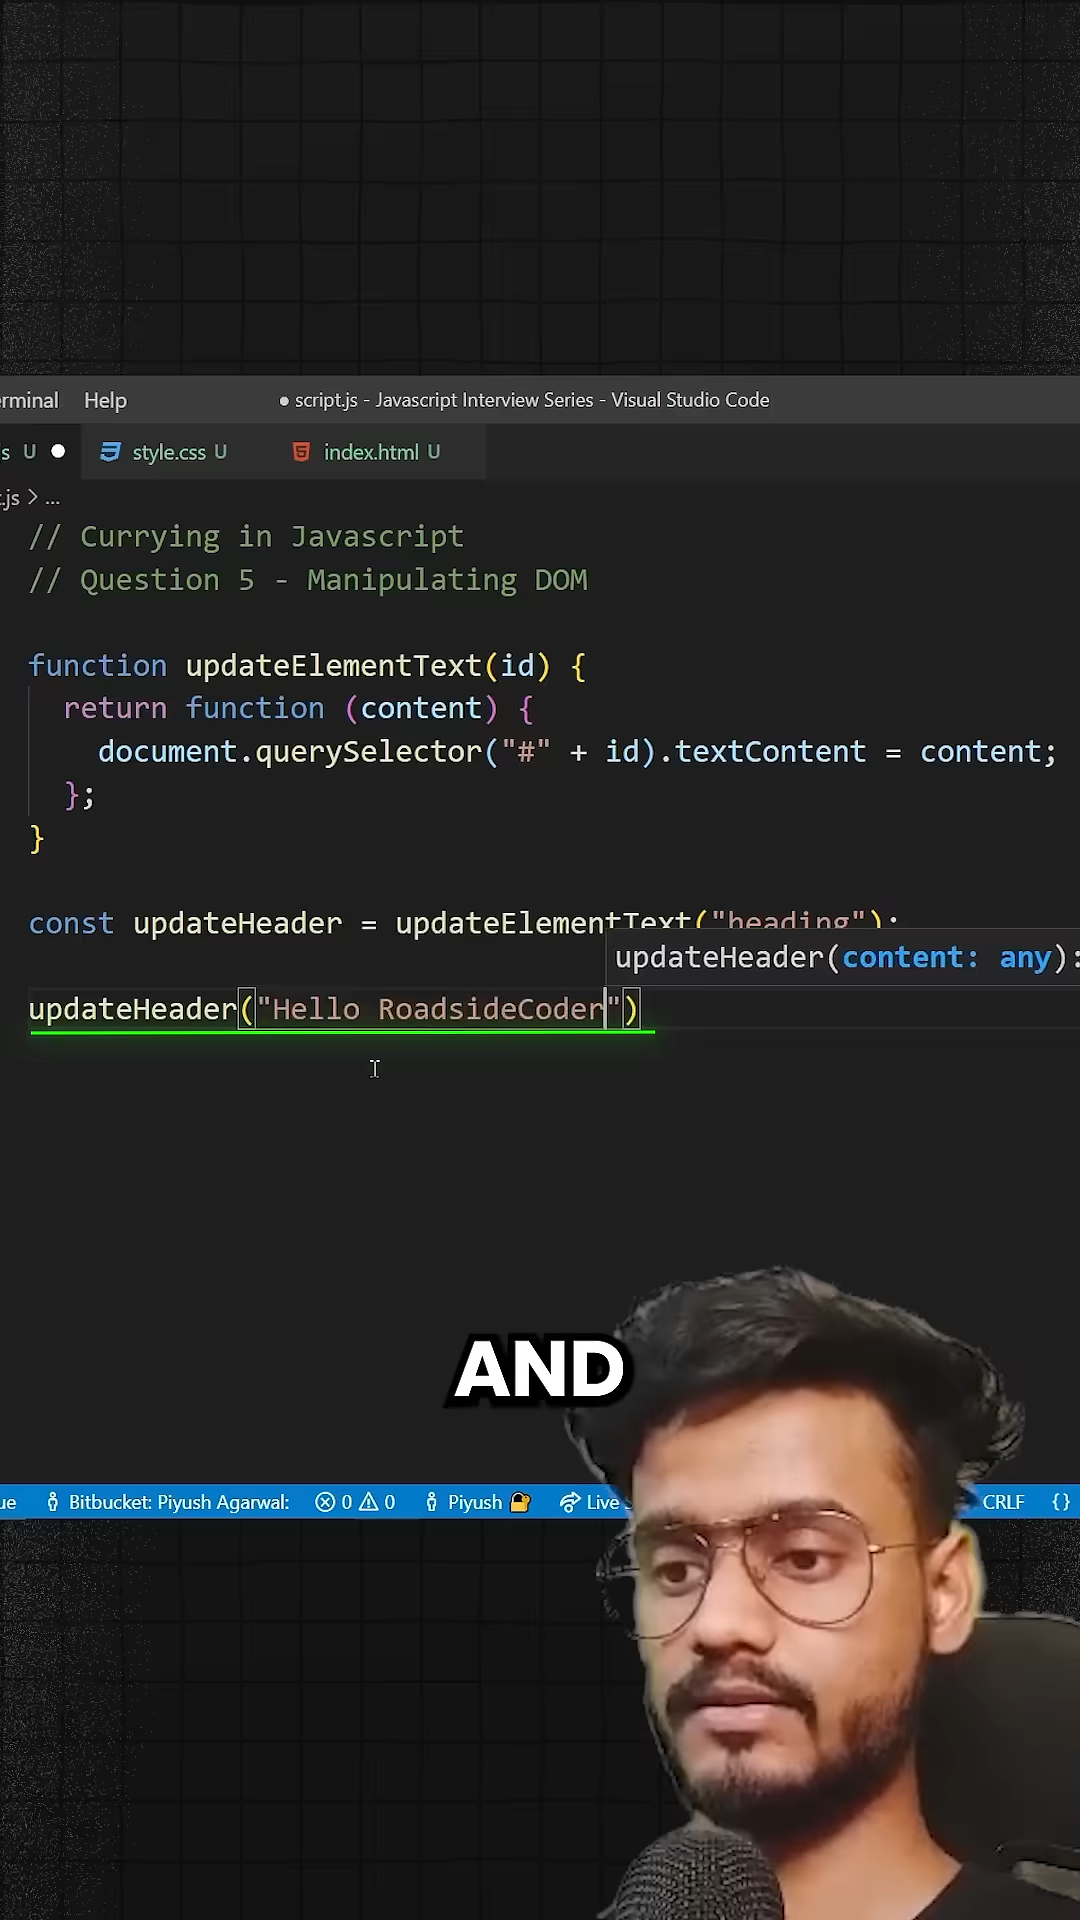 erminal Help ● script.js - Javascript Interview Series - Visual Studio Code
s U ● style.css U index.html U
.js > ...
// Currying in Javascript
// Question 5 - Manipulating DOM
function updateElementText(id) {
return function (content) {
document.querySelector("#" + id).textContent = content;
};
}
const updateHeader = updateElementText("heading");
updateHeader(content: any):
updateHeader("Hello RoadsideCoder")
AND
ue Bitbucket: Piyush Agarwal: 0 0 Piyush Live CRLF {}